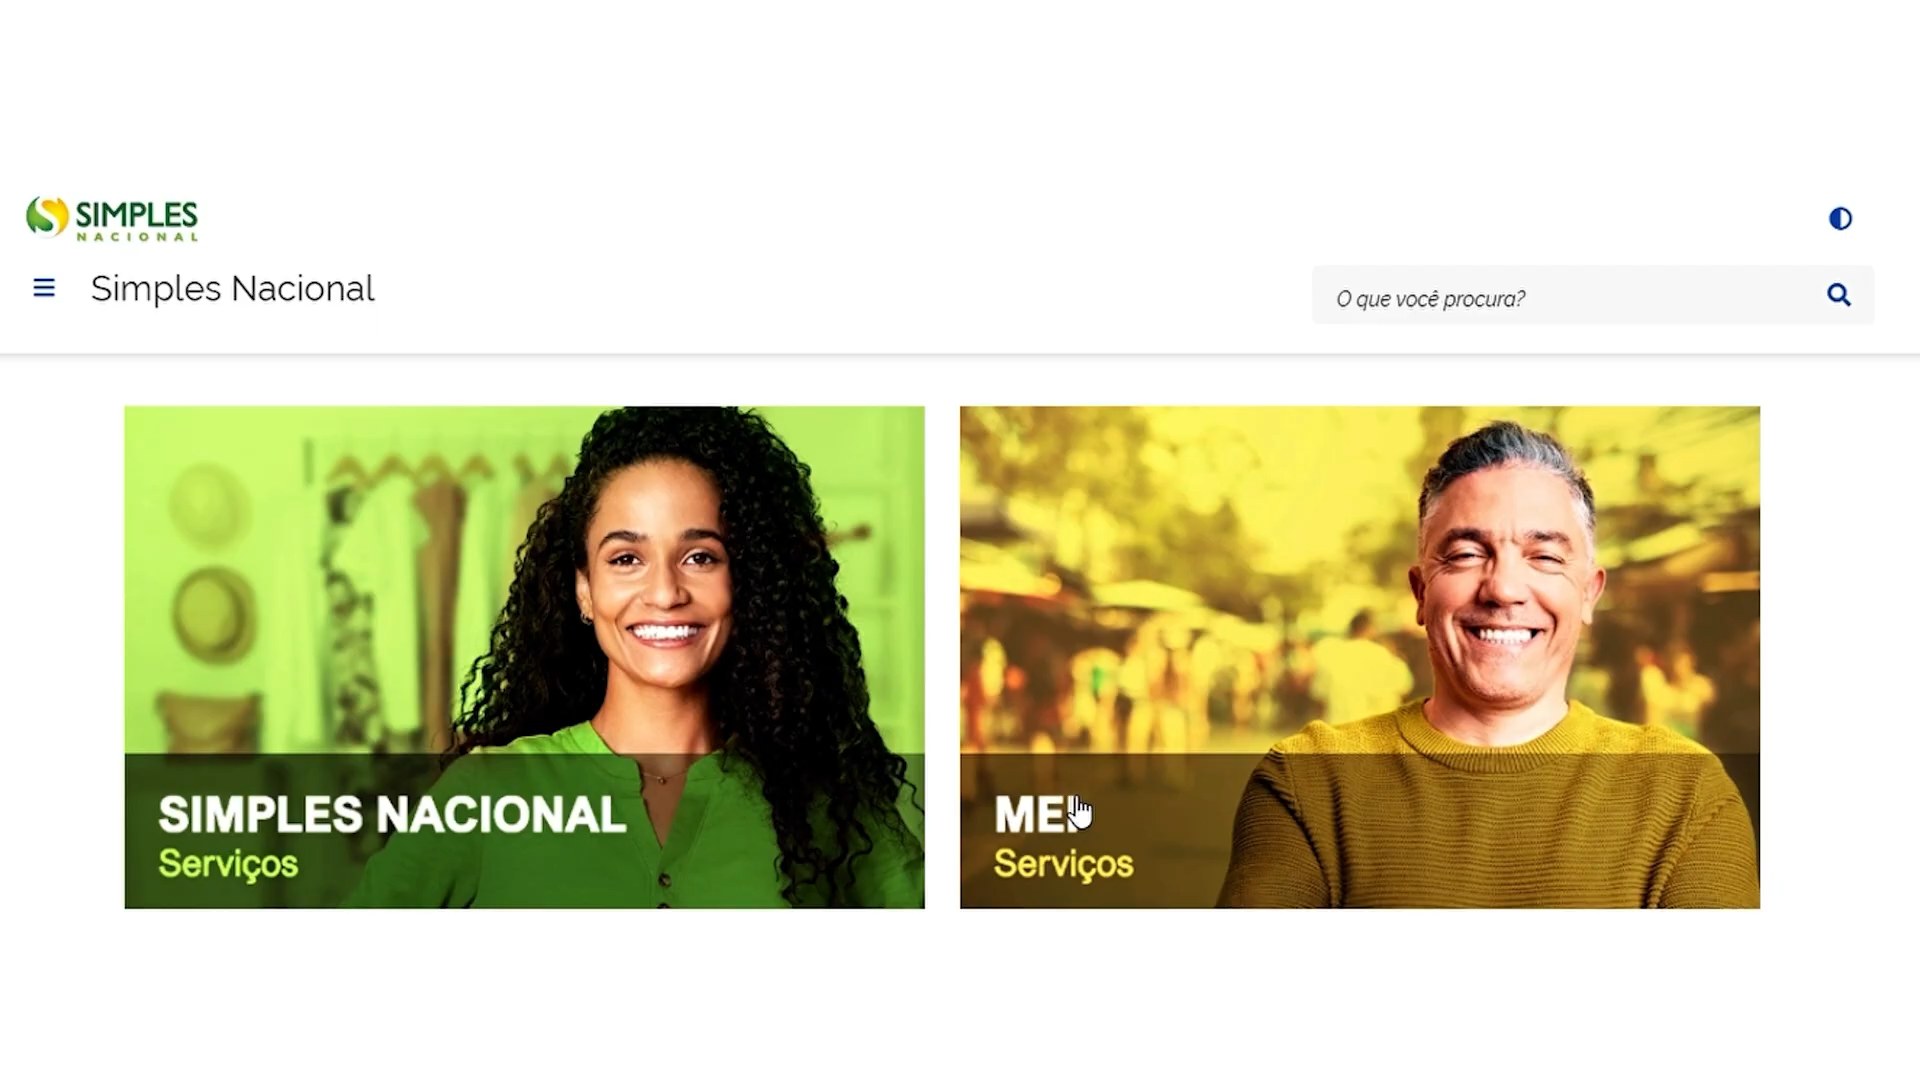 SIMPLES
NACIONAL
Simples Nacional
O que você procura?
SIMPLES NACIONAL
Serviços
MEI
Serviços